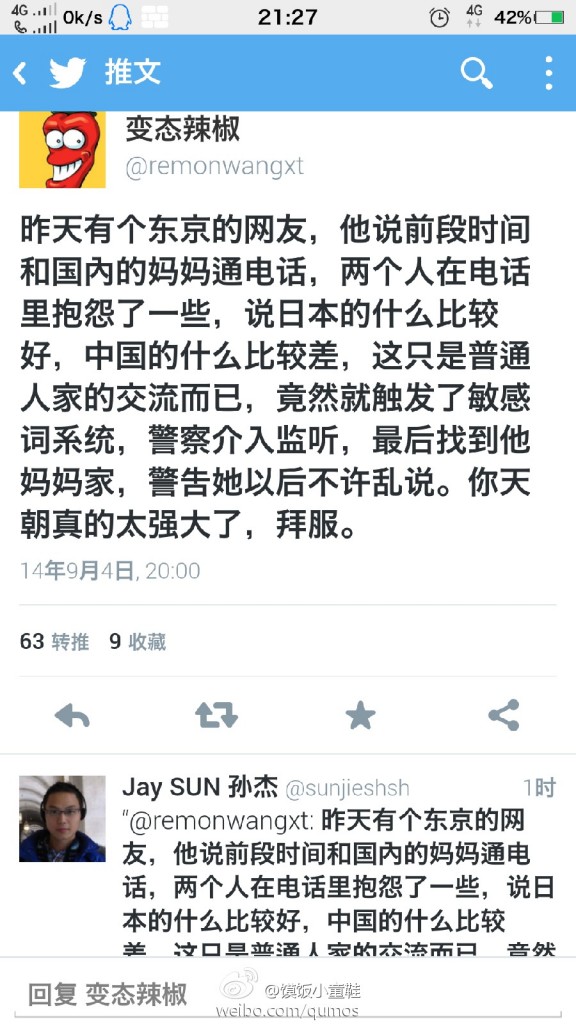 4G 0k/s 21:27 4G 42%
推文
变态辣椒
@remonwangxt
昨天有个东京的网友，他说前段时间
和国内的妈妈通电话，两个人在电话
里抱怨了一些，说日本的什么比较
好，中国的什么比较差，这只是普通
人家的交流而已，竟然就触发了敏感
词系统，警察介入监听，最后找到他
妈妈家，警告她以后不许乱说。你天
朝真的太强大了，拜服。
14年9月4日, 20:00
63 转推 9 收藏
Jay SUN 孙杰 @sunjieshsh 1时
"@remonwangxt: 昨天有个东京的网
友，他说前段时间和国内的妈妈通电
话，两个人在电话里抱怨了一些，说日
本的什么比较好，中国的什么比较
差，这只是普通人家的交流而已，竟然
回复 变态辣椒
@馍饭小童鞋
weibo.com/qumos